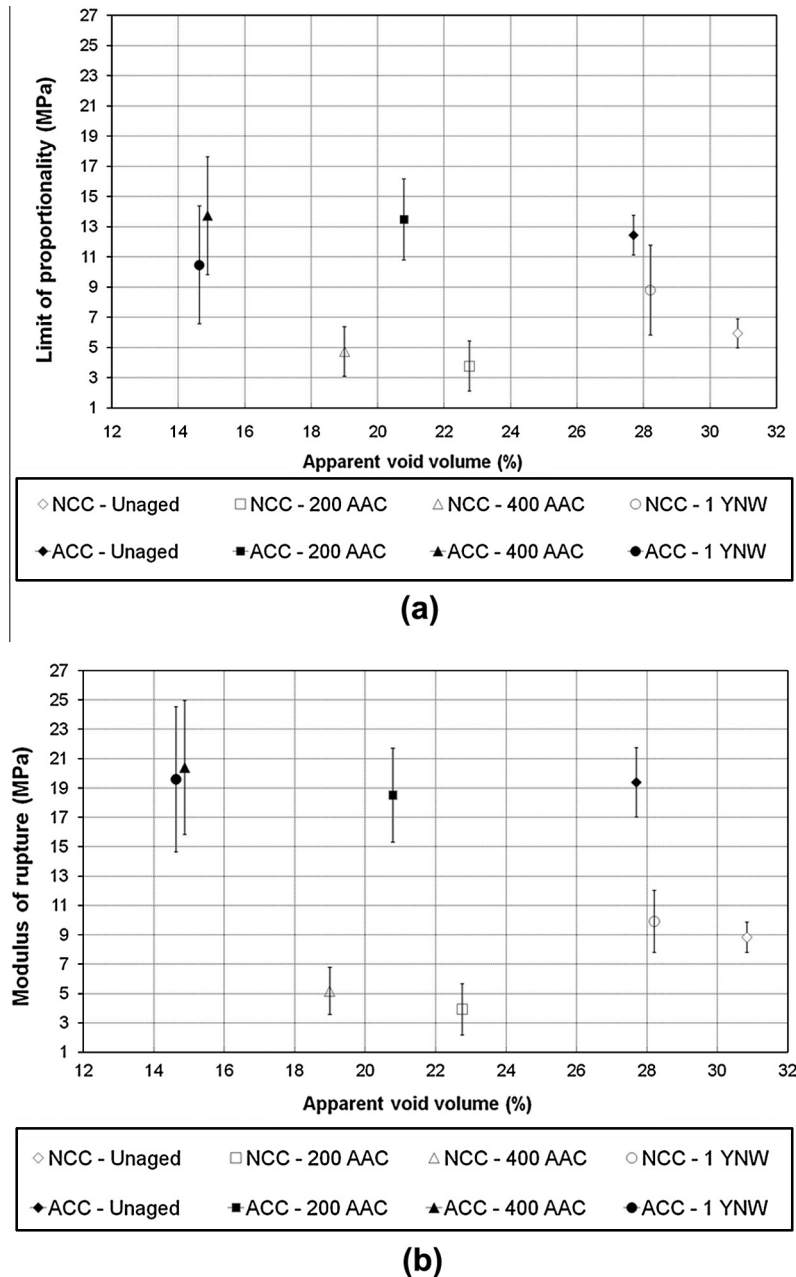 27
25
23
21
19
17
15
13
11
9
7
5
3
1
Limit of proportionality (MPa)
12 14 16 18 20 22 24 26 28 30 32
Apparent void volume (%)
NCC - Unaged NCC - 200 AAC NCC - 400 AAC NCC - 1 YNW
ACC - Unaged ACC - 200 AAC ACC - 400 AAC ACC - 1 YNW
(a)
27
25
23
21
19
17
15
13
11
9
7
5
3
1
Modulus of rupture (MPa)
12 14 16 18 20 22 24 26 28 30 32
Apparent void volume (%)
NCC - Unaged NCC - 200 AAC NCC - 400 AAC NCC - 1 YNW
ACC - Unaged ACC - 200 AAC ACC - 400 AAC ACC - 1 YNW
(b)